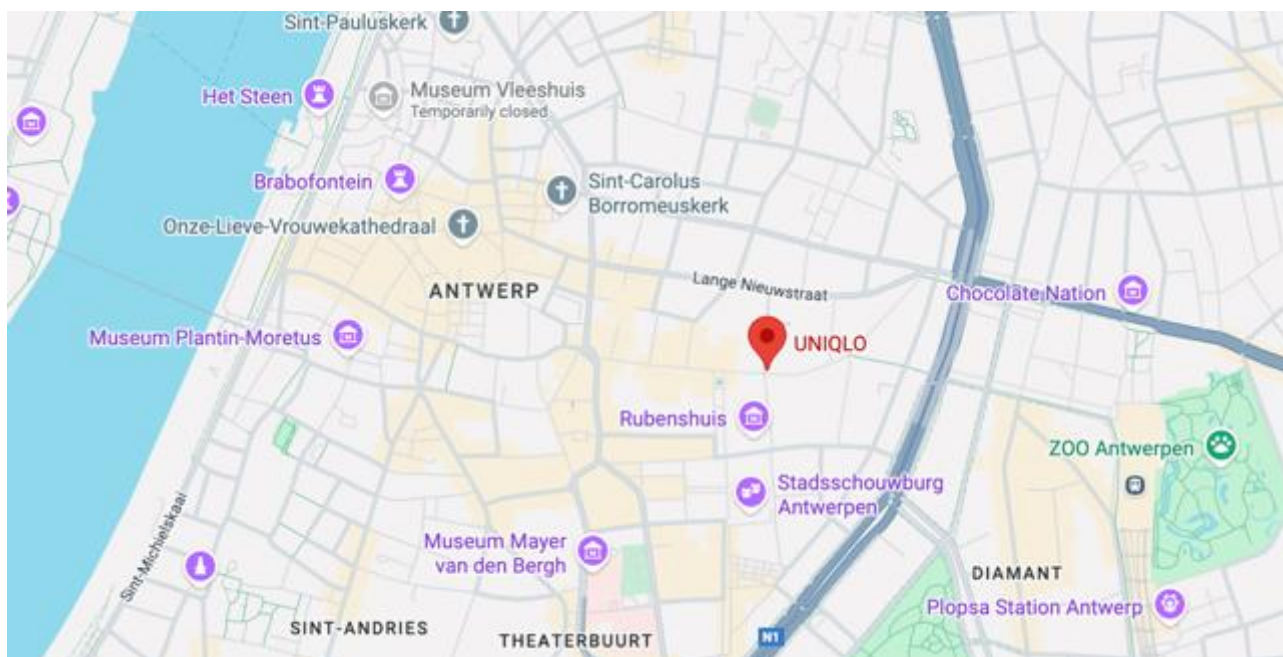 Sint-Pauluskerk
Het Steen
Museum Vleeshuis
Temporarily closed
Brabofontein
Sint-Carolus
Borromeuskerk
Onze-Lieve-Vrouwekathedraal
ANTWERP
Lange Nieuwstraat
Chocolate Nation
Museum Plantin-Moretus
UNIQLO
Rubenshuis
ZOO Antwerpen
Stadsschouwburg
Antwerpen
Sint-Michielskaai
Museum Mayer
van den Bergh
DIAMANT
Plopsa Station Antwerp
SINT-ANDRIES
THEATERBUURT
N1